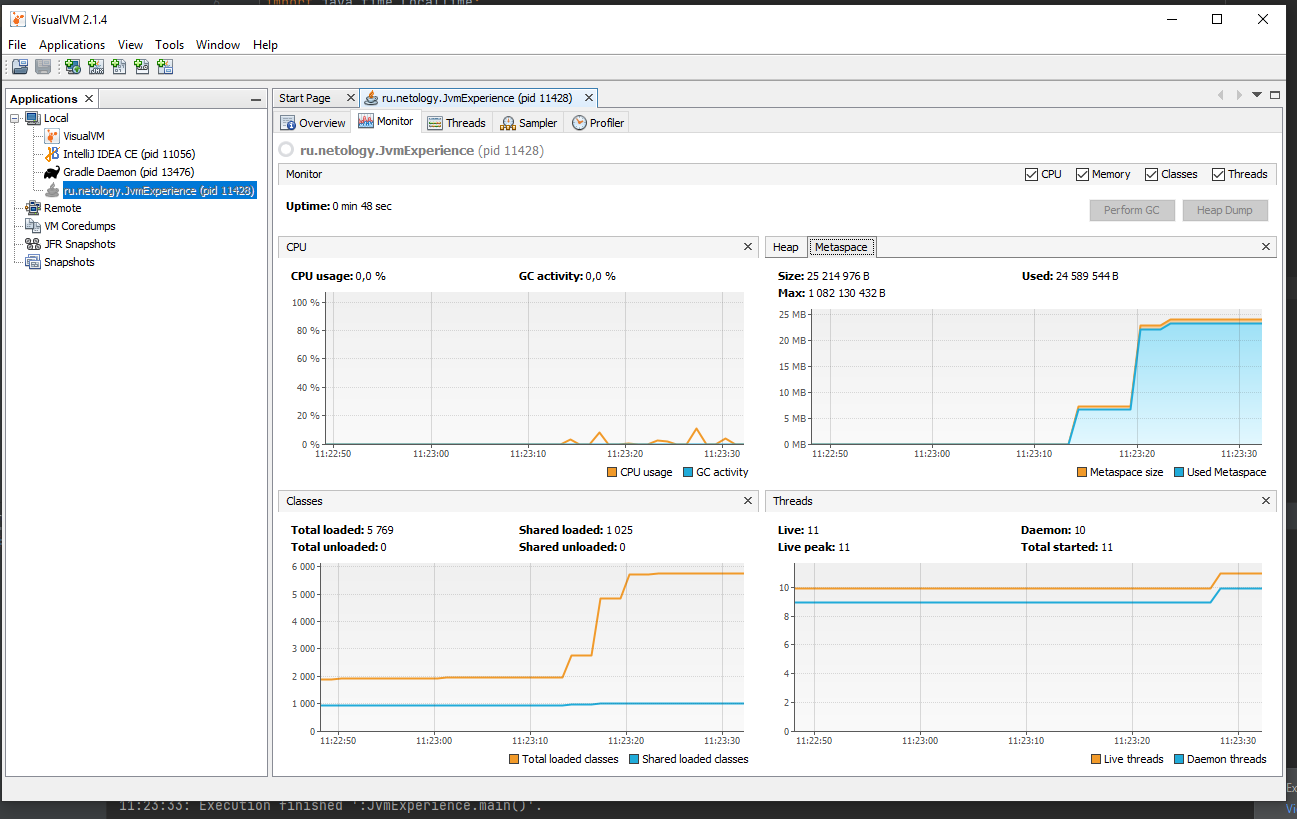 import java.time.LocalTime;
VisualVM 2.1.4
File Applications View Tools Window Help
Applications
Local
VisualVM
IntelliJ IDEA CE (pid 11056)
Gradle Daemon (pid 13476)
ru.netology.JvmExperience (pid 11428)
Remote
VM Coredumps
JFR Snapshots
Snapshots
Start Page ru.netology.JvmExperience (pid 11428)
Overview Monitor Threads Sampler Profiler
ru.netology.JvmExperience (pid 11428)
Monitor CPU Memory Classes Threads
Uptime: 0 min 48 sec
Perform GC Heap Dump
CPU
CPU usage: 0,0 % GC activity: 0,0 %
100 %
80 %
60 %
40 %
20 %
0 %
11:22:50 11:23:00 11:23:10 11:23:20 11:23:30
CPU usage GC activity
Heap Metaspace
Size: 25 214 976 B Used: 24 589 544 B
Max: 1 082 130 432 B
25 MB
20 MB
15 MB
10 MB
5 MB
0 MB
11:22:50 11:23:00 11:23:10 11:23:20 11:23:30
Metaspace size Used Metaspace
Classes
Total loaded: 5 769 Shared loaded: 1 025
Total unloaded: 0 Shared unloaded: 0
6 000
5 000
4 000
3 000
2 000
1 000
0
11:22:50 11:23:00 11:23:10 11:23:20 11:23:30
Total loaded classes Shared loaded classes
Threads
Live: 11 Daemon: 10
Live peak: 11 Total started: 11
10
8
6
4
2
0
11:22:50 11:23:00 11:23:10 11:23:20 11:23:30
Live threads Daemon threads
11:23:33: Execution finished ':JvmExperience.main()'.